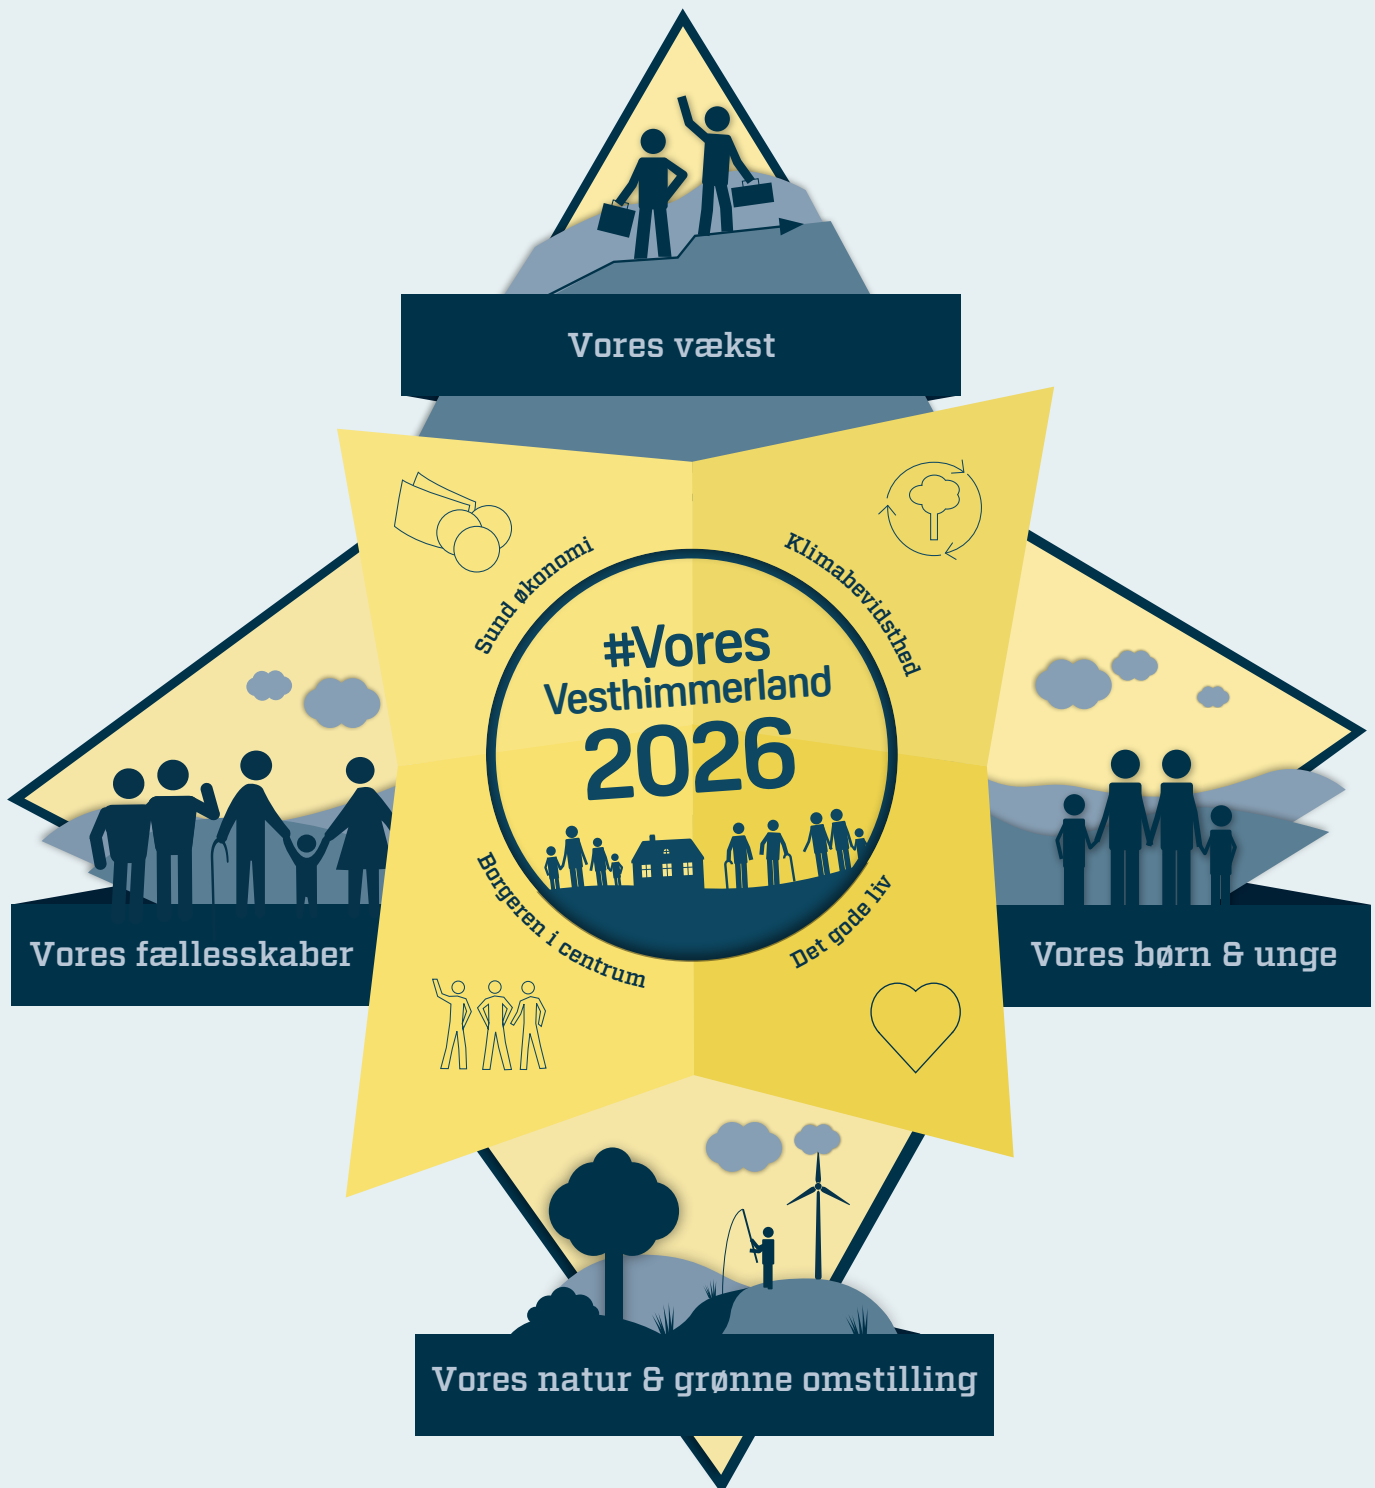 Vores vækst
Sund økonomi
Klimabevidsthed
#Vores
Vesthimmerland
2026
Borgeren i centrum
Det gode liv
Vores fællesskaber
Vores børn & unge
Vores natur & grønne omstilling